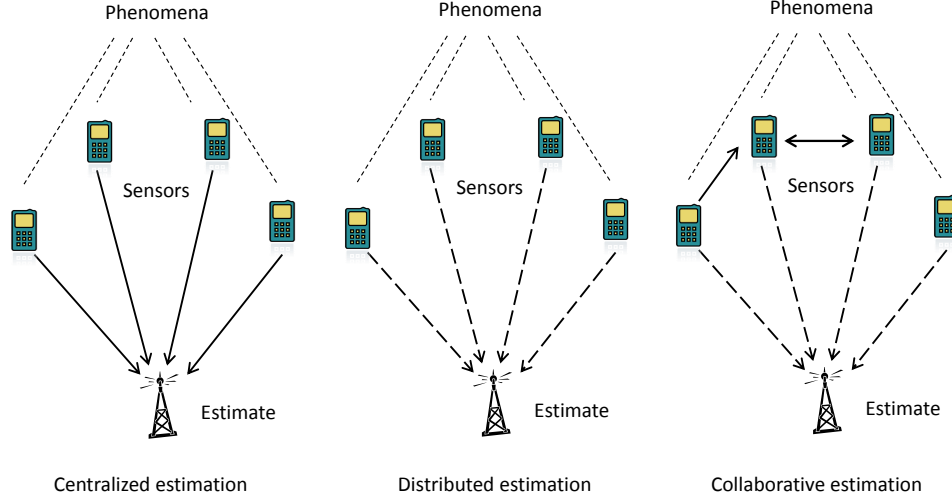 Phenomena
Sensors
Estimate
Centralized estimation
Phenomena
Sensors
Estimate
Distributed estimation
Phenomena
Sensors
Estimate
Collaborative estimation